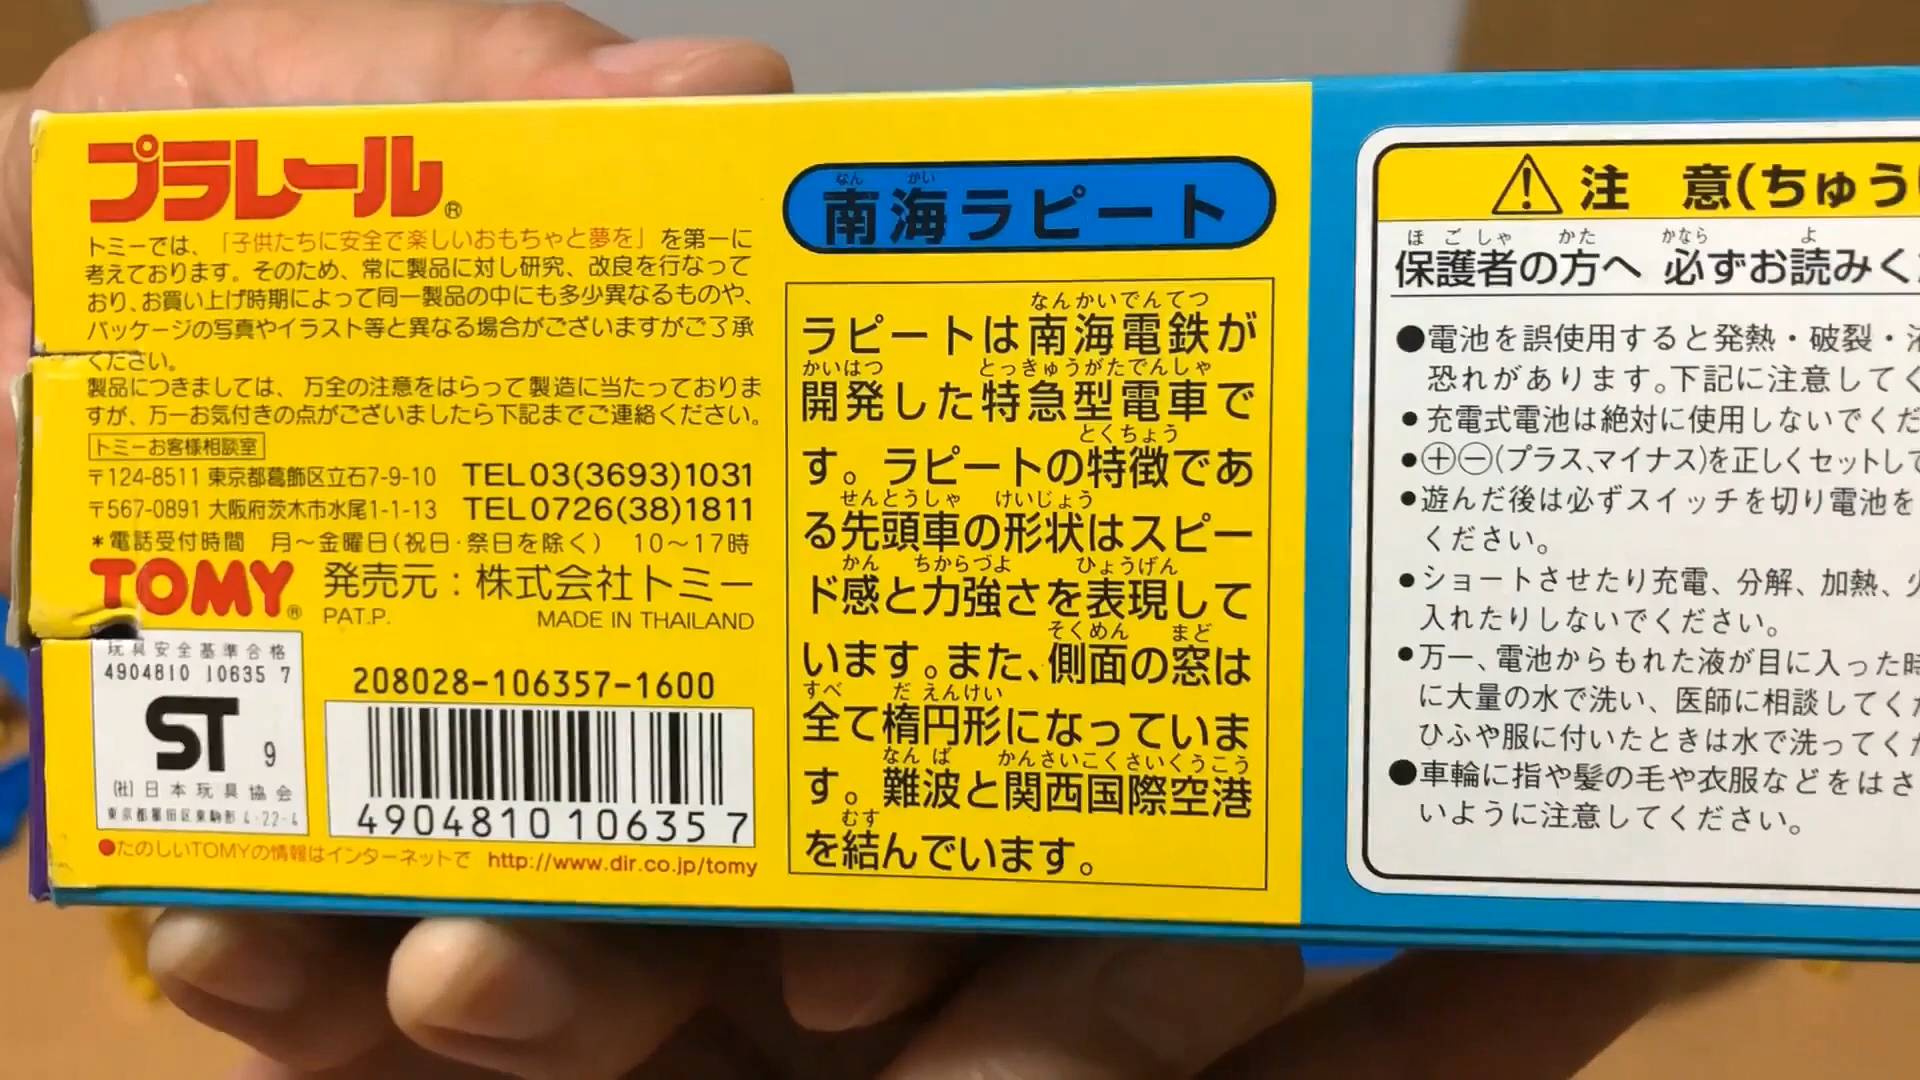 プラレール®
トミーでは、「子供たちに安全で楽しいおもちゃと夢を」を第一に
考えております。そのため、常に製品に対し研究、改良を行なって
おり、お買い上げ時期によって同一製品の中にも多少異なるものや、
パッケージの写真やイラスト等と異なる場合がございますがご了承
ください。
製品につきましては、万全の注意をはらって製造に当たっておりま
すが、万一お気付きの点がございましたら下記までご連絡ください。
トミーお客様相談室
〒124-8511 東京都葛飾区立石7-9-10 TEL03(3693)1031
〒567-0891 大阪府茨木市水尾1-1-13 TEL0726(38)1811
*電話受付時間 月〜金曜日(祝日·祭日を除く) 10〜17時
TOMY® 発売元:株式会社トミー
PAT.P. MADE IN THAILAND
玩具安全基準合格
4904810 10635 7
ST 9
(社)日本玩具協会
東京都墨田区東駒形4-22-4
208028-106357-1600
4904810106357
●たのしいTOMYの情報はインターネットで http://www.dir.co.jp/tomy
なん かい
南海ラピート
なんかいでんてつ
ラピートは南海電鉄が
かいはつ とっきゅうがたでんしゃ
開発した特急型電車で
とくちょう
す。ラピートの特徴であ
せんとうしゃ けいじょう
る先頭車の形状はスピー
かん ちからづよ ひょうげん
ド感と力強さを表現して
そくめん まど
います。また、側面の窓は
すべ だ えんけい
全て楕円形になっていま
なん ば かんさいこくさいくうこう
す。難波と関西国際空港
むす
を結んでいます。
注 意(ちゅう
ほ ご しゃ かた かなら よ
保護者の方へ 必ずお読みく
●電池を誤使用すると発熱・破裂・
恐れがあります。下記に注意してく
●充電式電池は絶対に使用しないでくだ
●⊕⊖(プラス、マイナス)を正しくセットして
●遊んだ後は必ずスイッチを切り電池を
ください。
●ショートさせたり充電、分解、加熱、火
入れたりしないでください。
●万一、電池からもれた液が目に入った時
に大量の水で洗い、医師に相談してくだ
ひふや服に付いたときは水で洗ってくだ
●車輪に指や髪の毛や衣服などをはさ
いように注意してください。